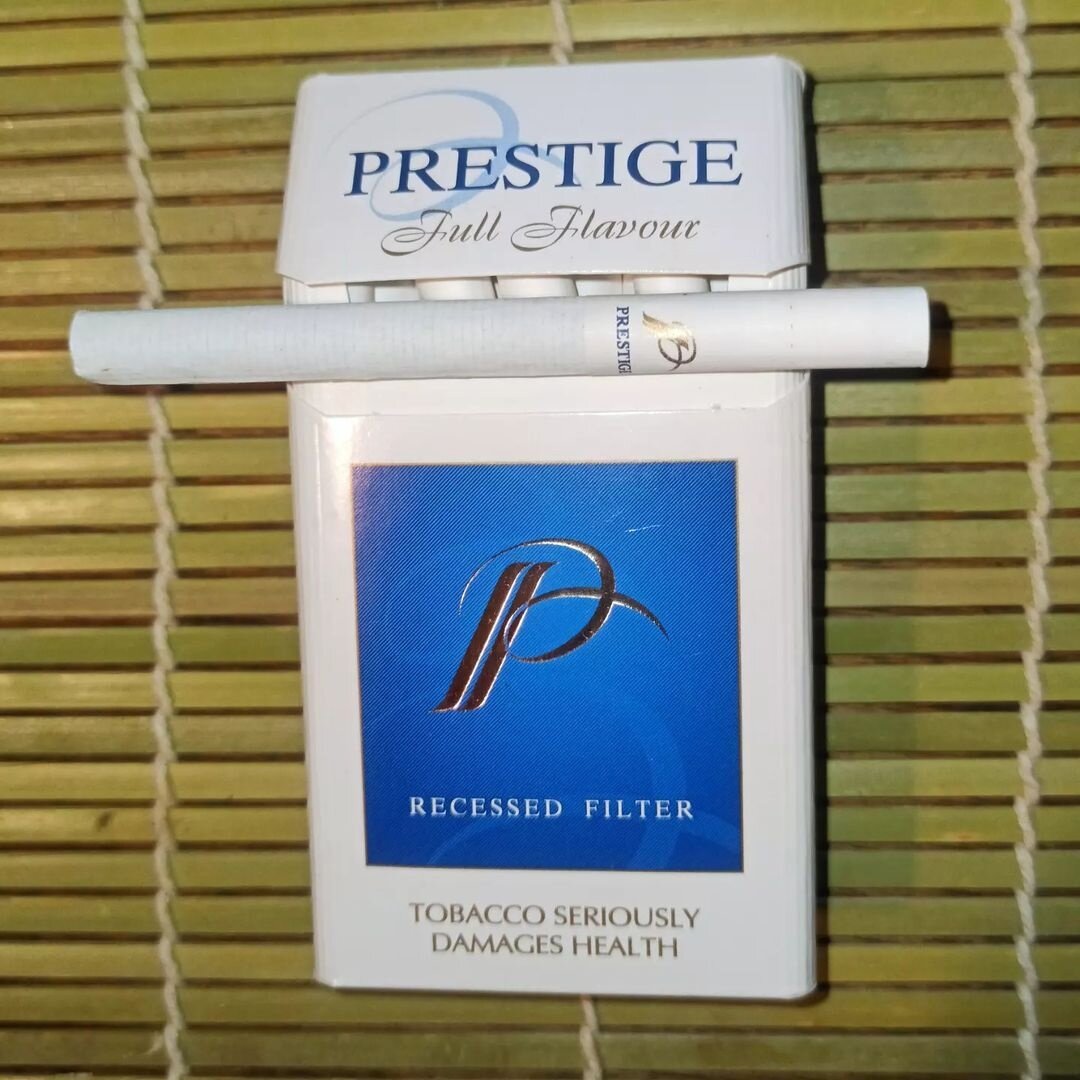 PRESTIGE
Full Flavour
PRESTIGE
RECESSED FILTER
TOBACCO SERIOUSLY
DAMAGES HEALTH